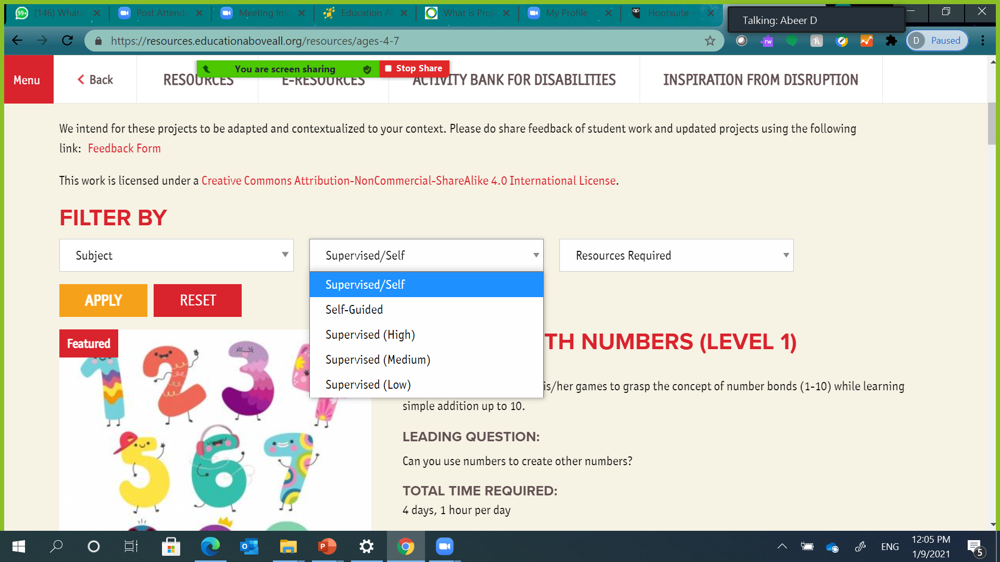 (146) Whats
Post Attend
Meeting Inf
Education A
What is Proj
My Profile
Hootsuite
Talking: Abeer D
https://resources.educationaboveall.org/resources/ages-4-7
D Paused
You are screen sharing
Stop Share
Menu
Back
RESOURCES
E-RESOURCES
ACTIVITY BANK FOR DISABILITIES
INSPIRATION FROM DISRUPTION
We intend for these projects to be adapted and contextualized to your context. Please do share feedback of student work and updated projects using the following
link: Feedback Form
This work is licensed under a Creative Commons Attribution-NonCommercial-ShareAlike 4.0 International License.
FILTER BY
Subject
Supervised/Self
Resources Required
Supervised/Self
Self-Guided
Supervised (High)
Supervised (Medium)
Supervised (Low)
APPLY
RESET
Featured
1 2 3
5 6 7
TH NUMBERS (LEVEL 1)
is/her games to grasp the concept of number bonds (1-10) while learning
simple addition up to 10.
LEADING QUESTION:
Can you use numbers to create other numbers?
TOTAL TIME REQUIRED:
4 days, 1 hour per day
ENG
12:05 PM
1/9/2021
5